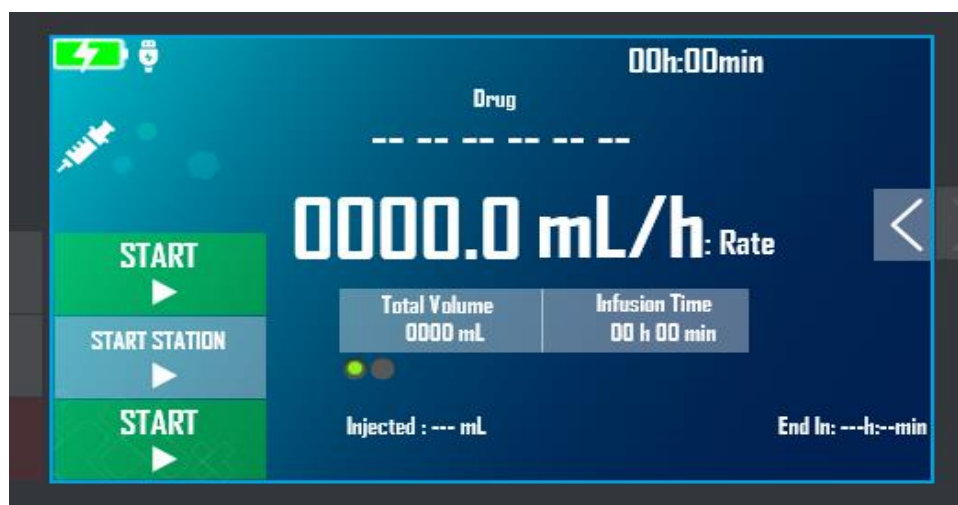 00h:00min
Drug
-- -- -- -- -- --
0000.0 mL/h: Rate
START
Total Volume
Infusion Time
0000 mL
00 h 00 min
START STATION
START
Injected : --- mL
End In: ---h:--min